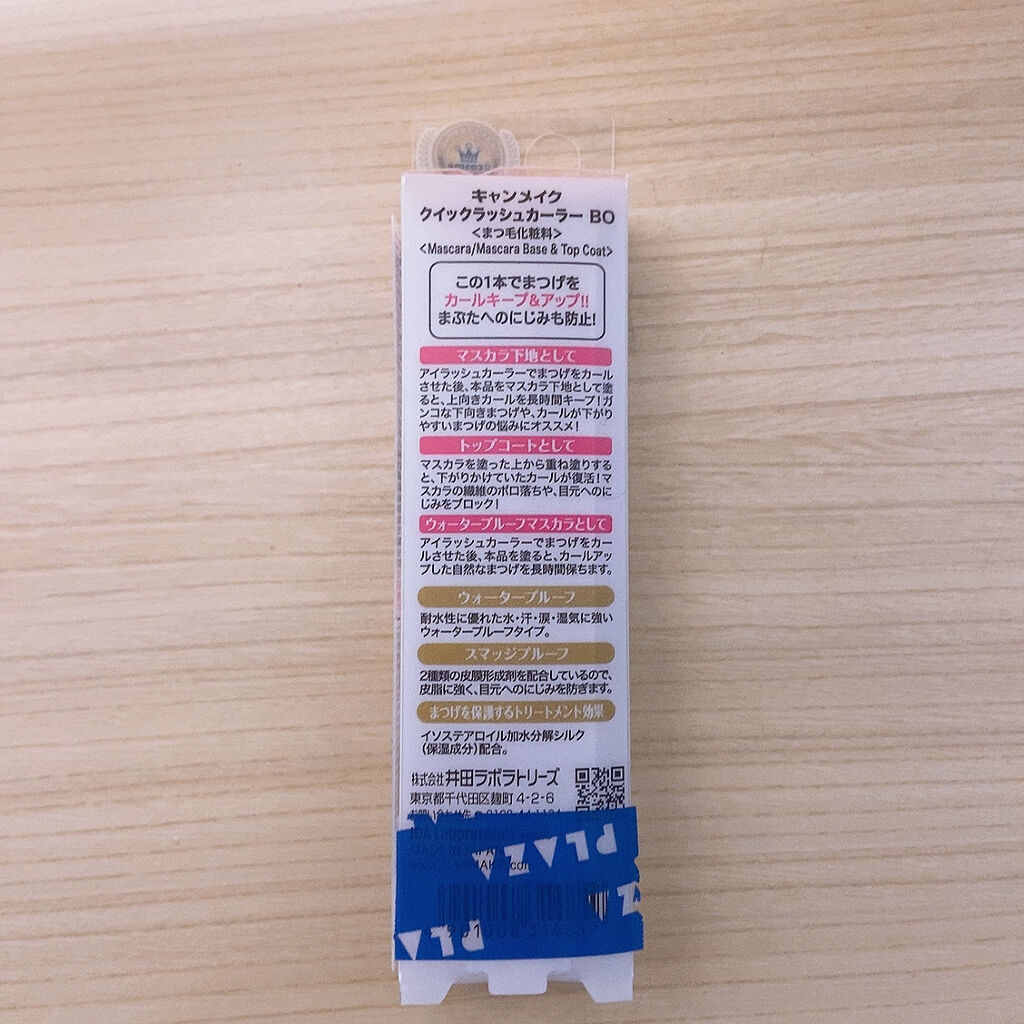 キャンメイク
クイックラッシュカーラー BO
<まつ毛化粧料>
<Mascara/Mascara Base & Top Coat>
この1本でまつげを
カールキープ&アップ!!
まぶたへのにじみも防止!
マスカラ下地として
アイラッシュカーラーでまつげをカール
させた後、本品をマスカラ下地として塗
ると、上向きカールを長時間キープ!ガ
ンコな下向きまつげや、カールが下がり
やすいまつげの悩みにオススメ!
トップコートとして
マスカラを塗った上から重ね塗りする
と、下がりかけていたカールが復活!マ
スカラの繊維のポロ落ちや、目元へのに
じみをブロック!
ウォータープルーフマスカラとして
アイラッシュカーラーでまつげをカー
ルさせた後、本品を塗ると、カールアッ
プした自然なまつげを長時間保ちます。
ウォータープルーフ
耐水性に優れた水・汗・涙・湿気に強い
ウォータープルーフタイプ。
スマッジプルーフ
2種類の皮膜形成剤を配合しているので、
皮脂に強く、目元へのにじみを防ぎます。
まつげを保護するトリートメント効果
イソステアロイル加水分解シルク
(保湿成分)配合。
株式会社 井田ラボラトリーズ
東京都千代田区麹町 4-2-6
PLAZA
PLA